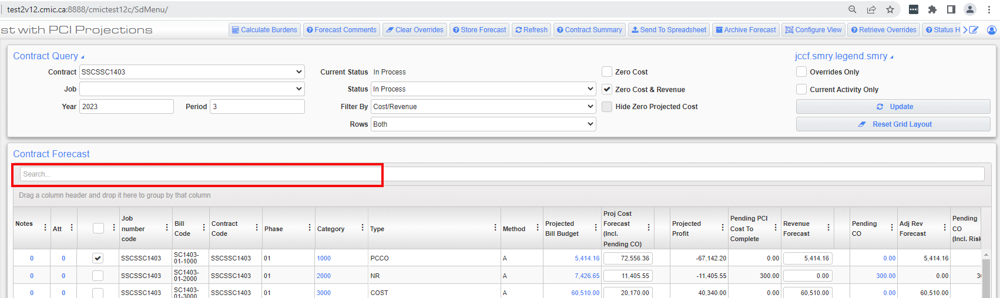 test2v12.cmic.ca:8888/cmictest12c/SdMenu/
st with PCI Projections
Calculate Burdens
Forecast Comments
Clear Overrides
Store Forecast
Refresh
Contract Summary
Send To Spreadsheet
Archive Forecast
Configure View
Retrieve Overrides
Status H
Contract Query
jccf.smry.legend.smry
Contract SSCSSC1403
Current Status In Process
Zero Cost
Overrides Only
Job
Status In Process
Zero Cost & Revenue
Current Activity Only
Year 2023 Period 3
Filter By Cost/Revenue
Hide Zero Projected Cost
Update
Rows Both
Reset Grid Layout
Contract Forecast
Search...
Drag a column header and drop it here to group by that column
Notes
Att
Job
number
code
Bill
Code
Contract
Code
Phase
Category
Type
Method
Projected
Bill Budget
Proj Cost
Forecast
(Incl.
Pending CO)
Projected
Profit
Pending PCI
Cost To
Complete
Revenue
Forecast
Pending
CO
Adj Rev
Forecast
Pending
CO
(Incl. Risk
0 0 SSCSSC1403 SC1403-
01-1000 SSCSSC1403 01 1000 PCCO A 5,414.16 72,556.36 -67,142.20 0.00 5,414.16 0.00 5,414.16
0 0 SSCSSC1403 SC1403-
01-2000 SSCSSC1403 01 2000 NR A 7,426.65 11,405.55 -11,405.55 300.00 0.00 300.00 0.00
0 0 SSCSSC1403 SC1403-
01-3000 SSCSSC1403 01 3000 COST A 60,510.00 20,170.00 40,340.00 0.00 60,510.00 0.00 60,510.00